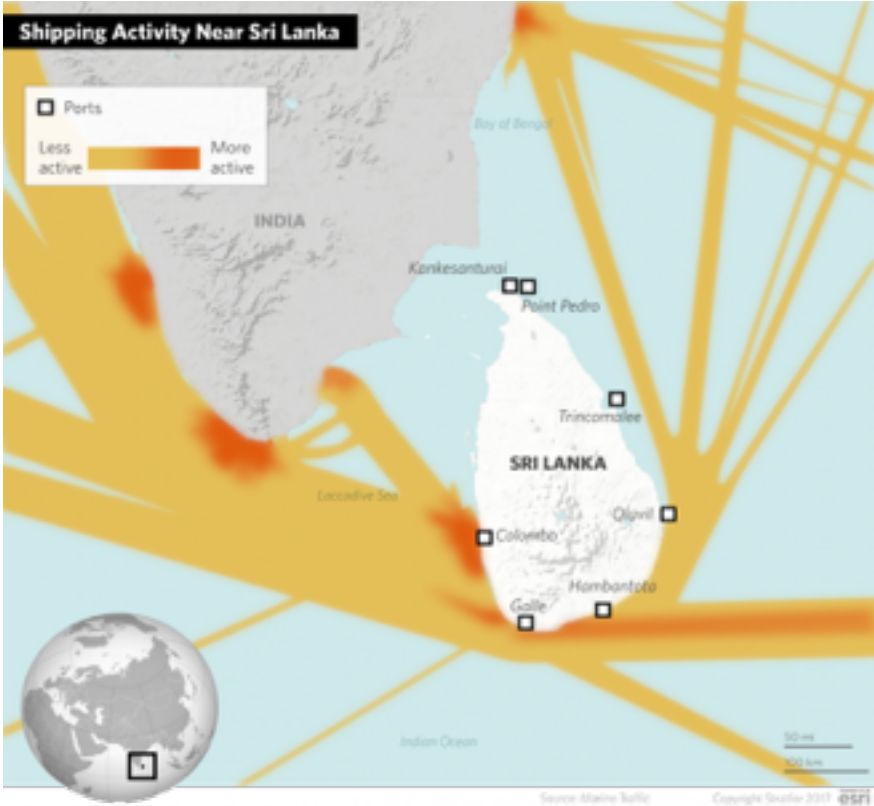 Shipping Activity Near Sri Lanka
Ports
Less
active
More
active
Bay of Bengal
INDIA
Kankesanturai
Point Pedro
Trincomalee
SRI LANKA
Laccadive Sea
Oluvil
Colombo
Hambantota
Galle
Indian Ocean
50 mi
100 km
Source: Marine Traffic
Copyright Stratfor 2017
esri